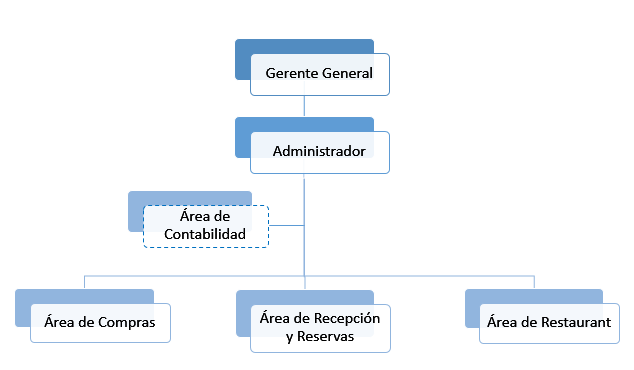 Gerente General
Administrador
Área de
Contabilidad
Área de Compras
Área de Recepción
y Reservas
Área de Restaurant